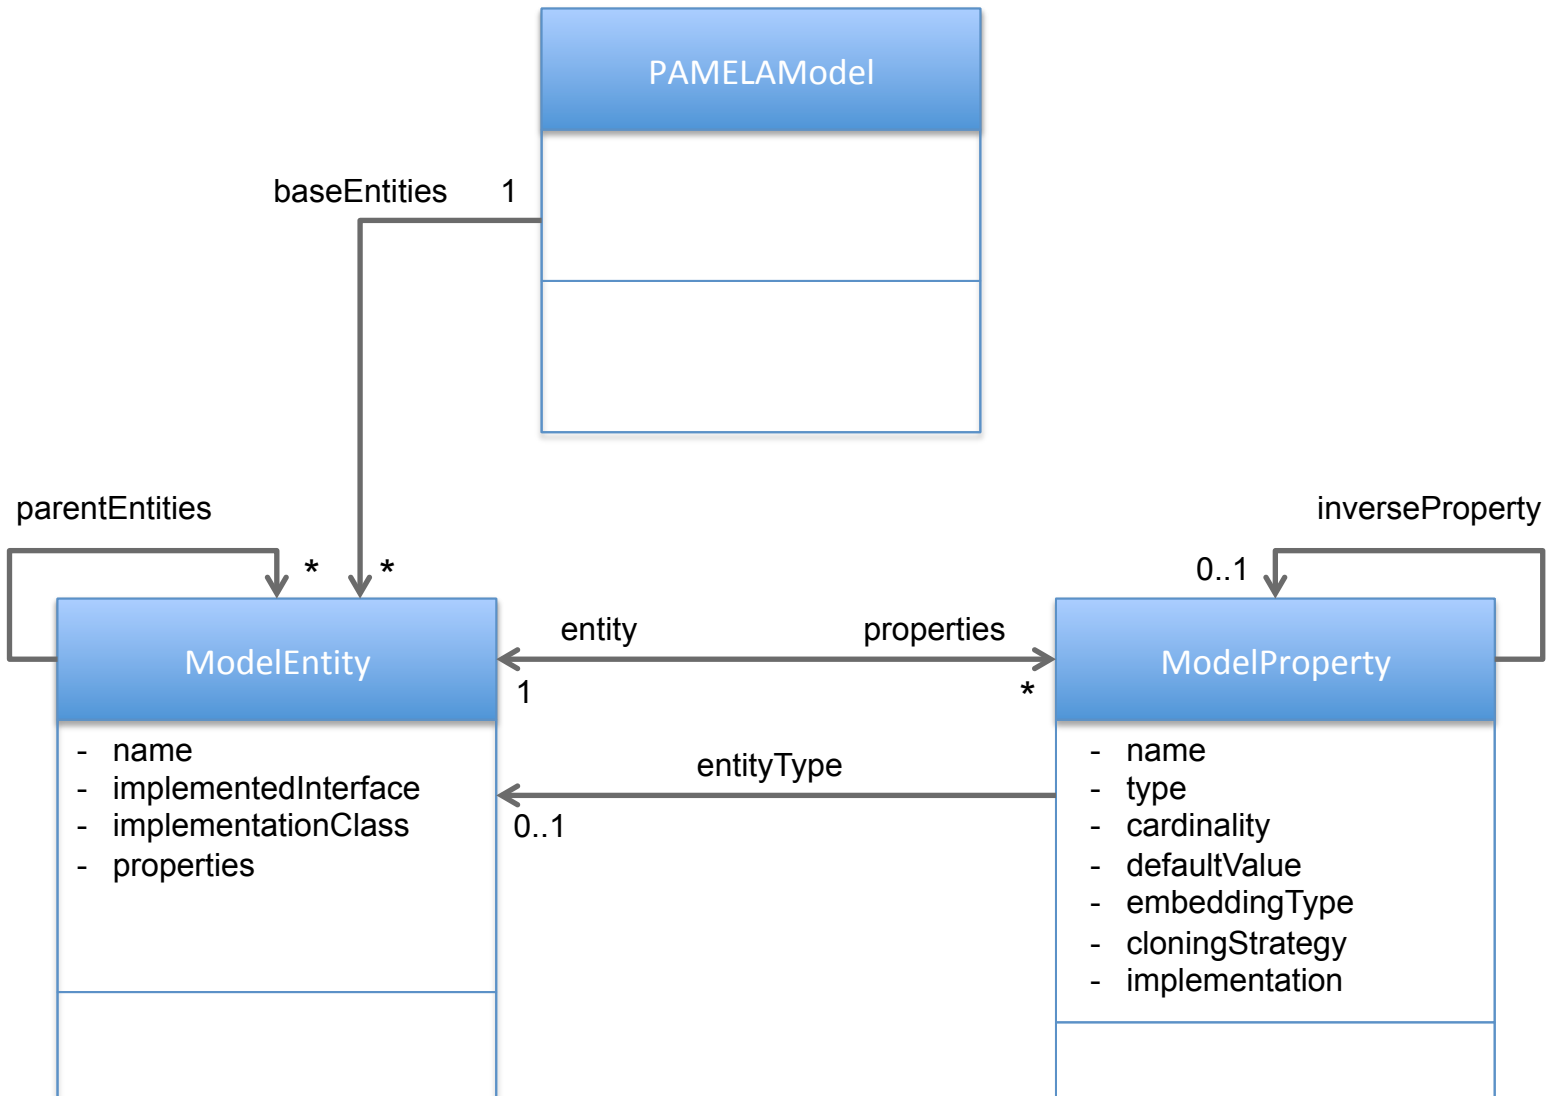 PAMELAModel
baseEntities 1
parentEntities
* *
inverseProperty
0..1
ModelEntity
entity properties
1 *
ModelProperty
entityType
0..1
- name
- implementedInterface
- implementationClass
- properties
- name
- type
- cardinality
- defaultValue
- embeddingType
- cloningStrategy
- implementation